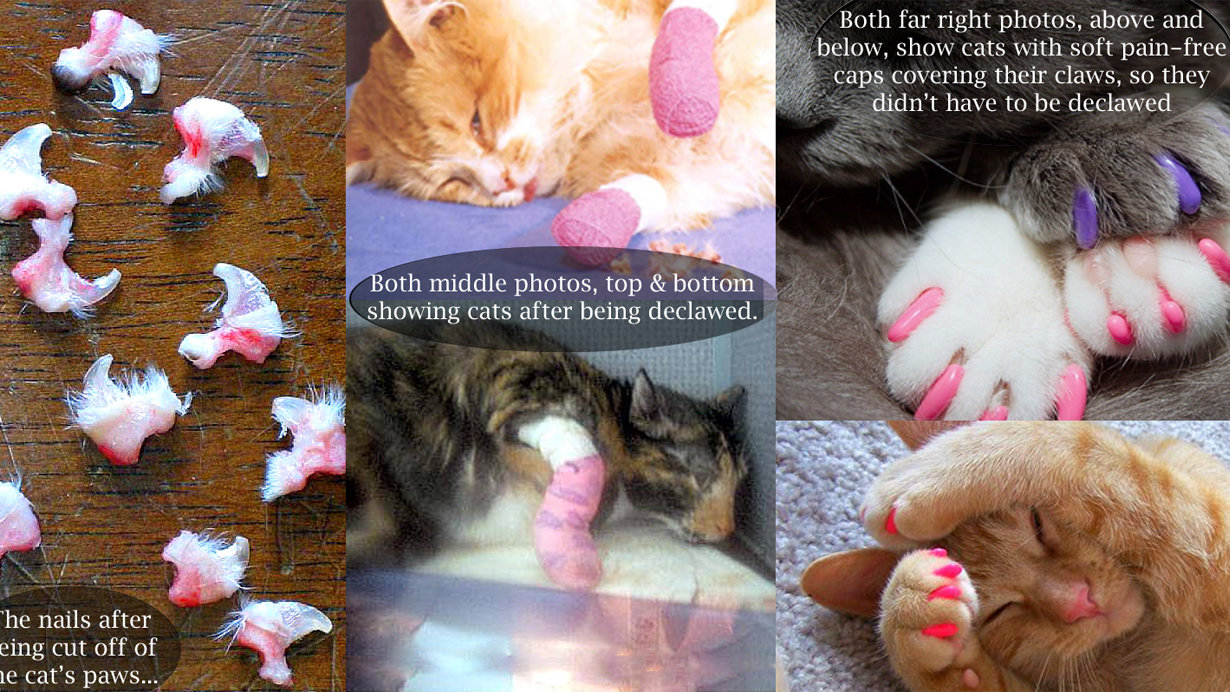 Both far right photos, above and
below, show cats with soft pain-free
caps covering their claws, so they
didn't have to be declawed
Both middle photos, top & bottom
showing cats after being declawed.
The nails after
eing cut off of
he cat's paws...